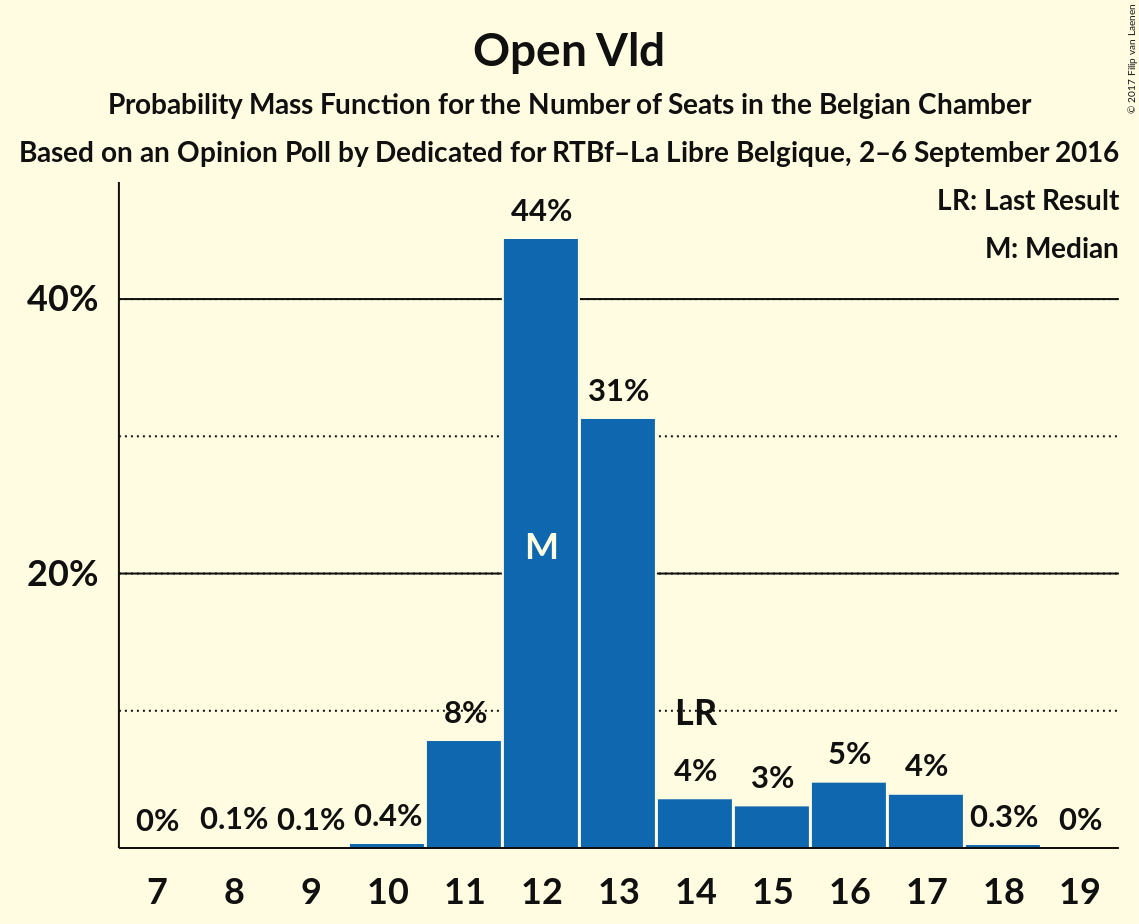 Open Vld
Probability Mass Function for the Number of Seats in the Belgian Chamber
Based on an Opinion Poll by Dedicated for RTBf–La Libre Belgique, 2–6 September 2016
© 2017 Filip van Laenen
LR: Last Result
M: Median
44%
40%
31%
M
20%
8%
LR
4%
3%
5%
4%
0%
0.1%
0.1%
0.4%
0.3%
0%
7 8 9 10 11 12 13 14 15 16 17 18 19